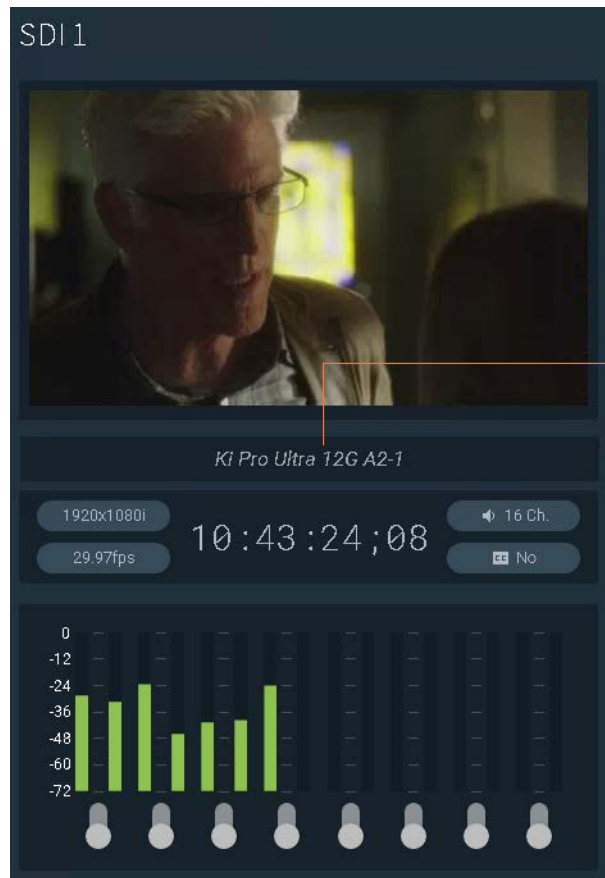 SDI 1
Ki Pro Ultra 12G A2-1
1920x1080i
10:43:24;08
16 Ch.
29.97fps
CC No
0
-12
-24
-36
-48
-60
-72